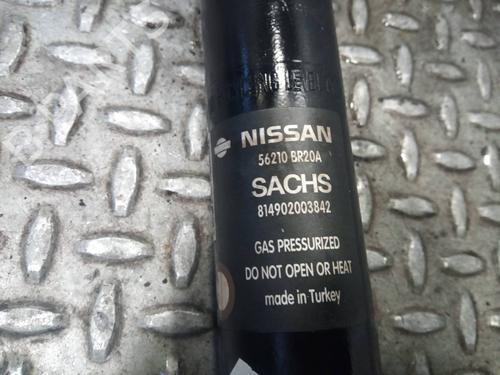 NISSAN
56210 BR20A
SACHS
814902003842
GAS PRESSURIZED
DO NOT OPEN OR HEAT
made in Turkey